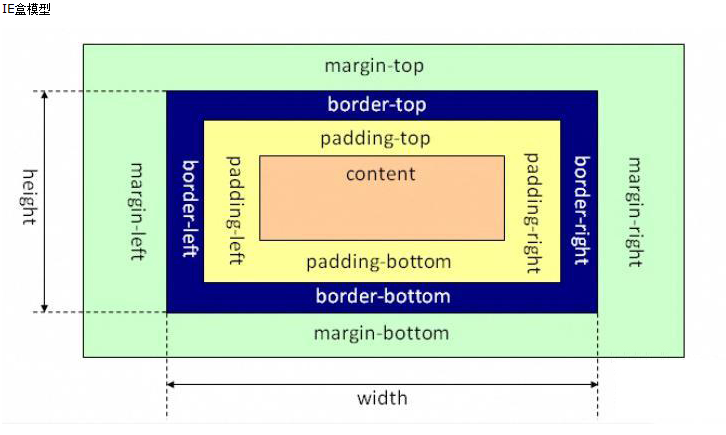 IE盒模型
margin-top
border-top
padding-top
content
height
margin-left
border-left
padding-left
padding-right
border-right
margin-right
padding-bottom
border-bottom
margin-bottom
width